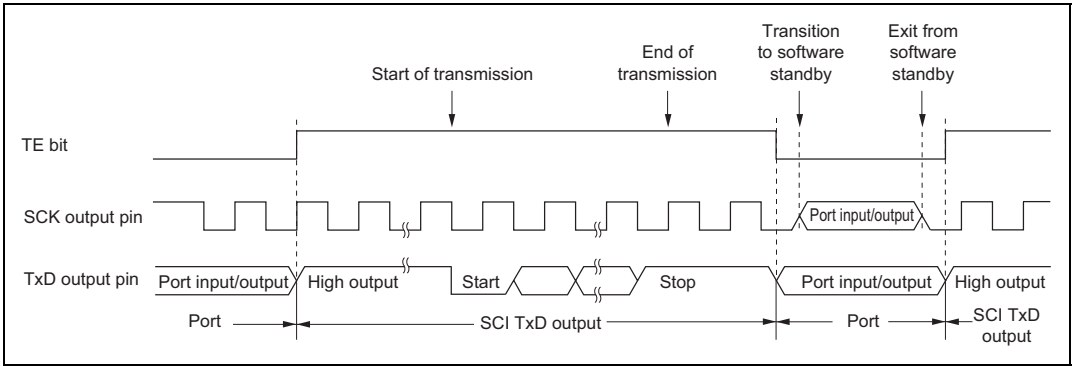 Transition
to software
standby
Exit from
software
standby
End of
transmission
Start of transmission
TE bit
SCK output pin
Port input/output
TxD output pin
Port input/output
High output
Start
Stop
Port input/output
High output
Port
SCI TxD output
Port
SCI TxD
output